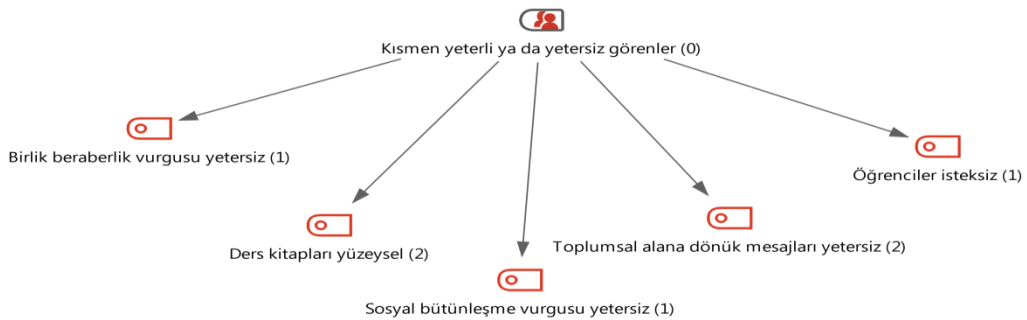 Kısmen yeterli ya da yetersiz görenler (0)
Birlik beraberlik vurgusu yetersiz (1)
Öğrenciler isteksiz (1)
Ders kitapları yüzeysel (2)
Toplumsal alana dönük mesajları yetersiz (2)
Sosyal bütünleşme vurgusu yetersiz (1)